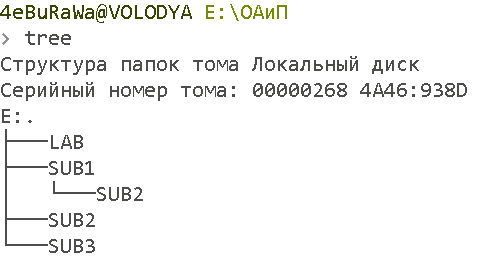 4eBuRaWa@VOLODYA E:\ОАиП
> tree
Структура папок тома Локальный диск
Серийный номер тома: 00000268 4A46:938D
E:.
├───LAB
├───SUB1
│   └───SUB2
├───SUB2
└───SUB3